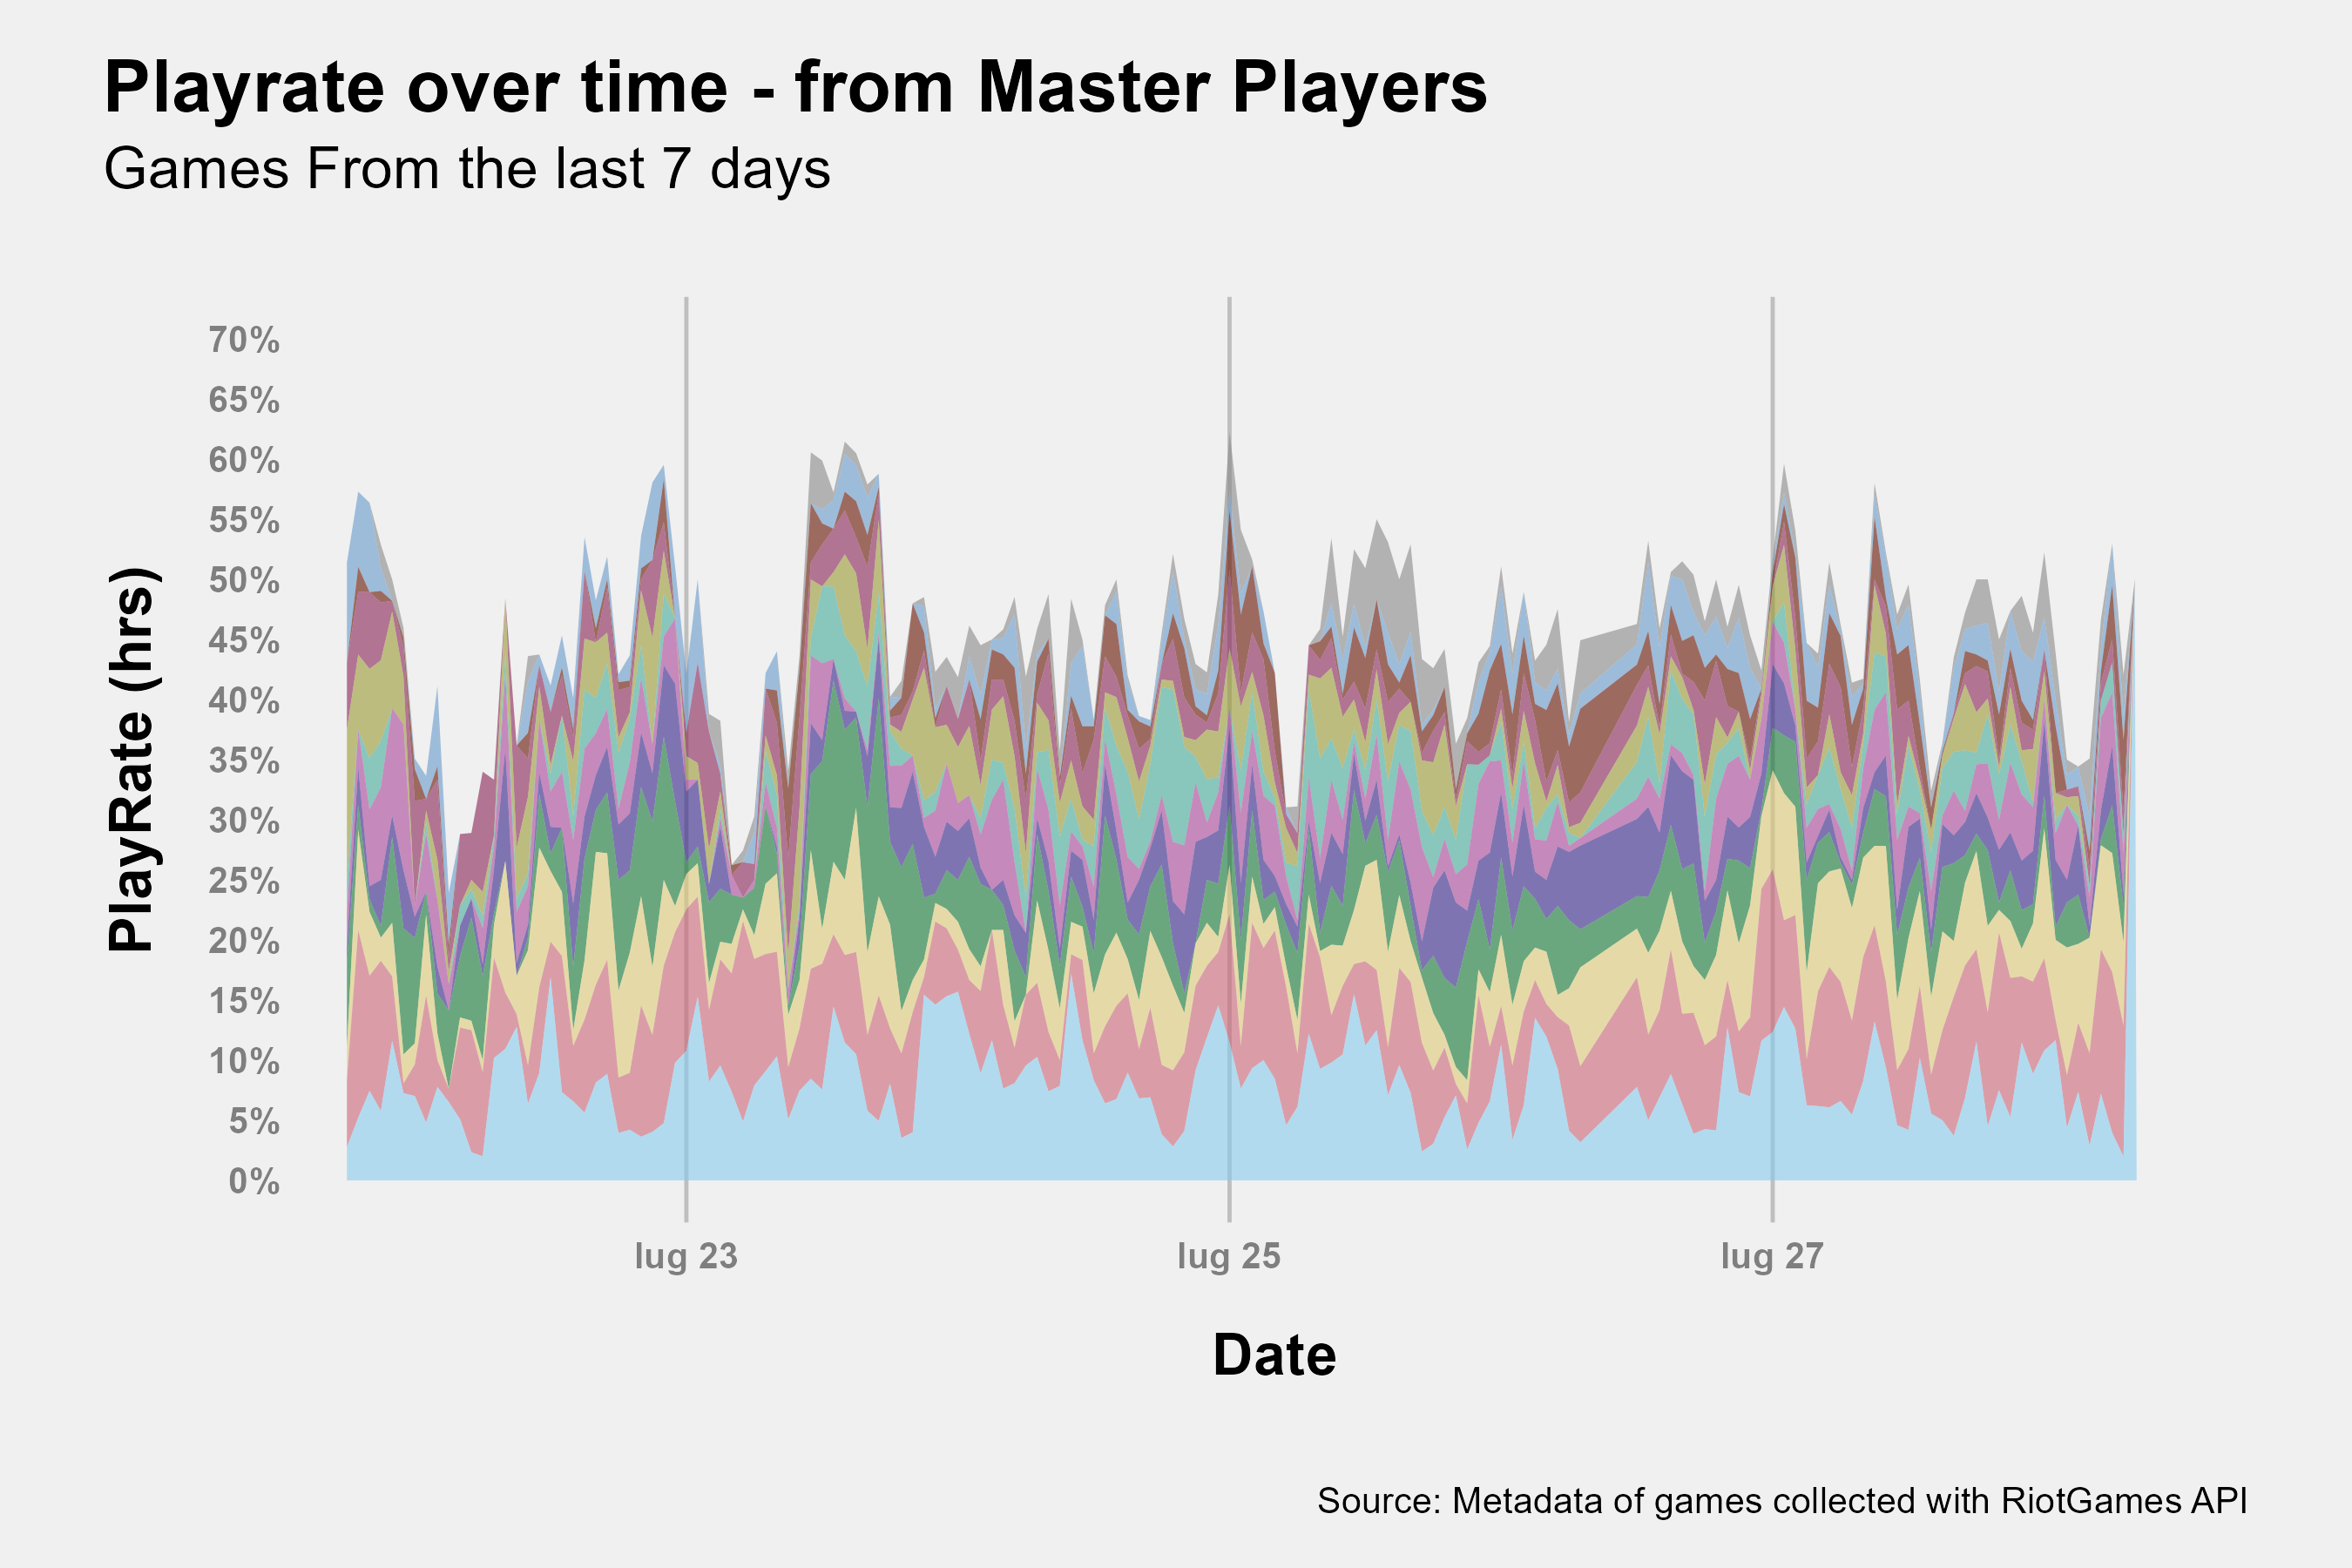 Playrate over time - from Master Players
Games From the last 7 days
PlayRate (hrs)
70%
65%
60%
55%
50%
45%
40%
35%
30%
25%
20%
15%
10%
5%
0%
lug 23
lug 25
lug 27
Date
Source: Metadata of games collected with RiotGames API